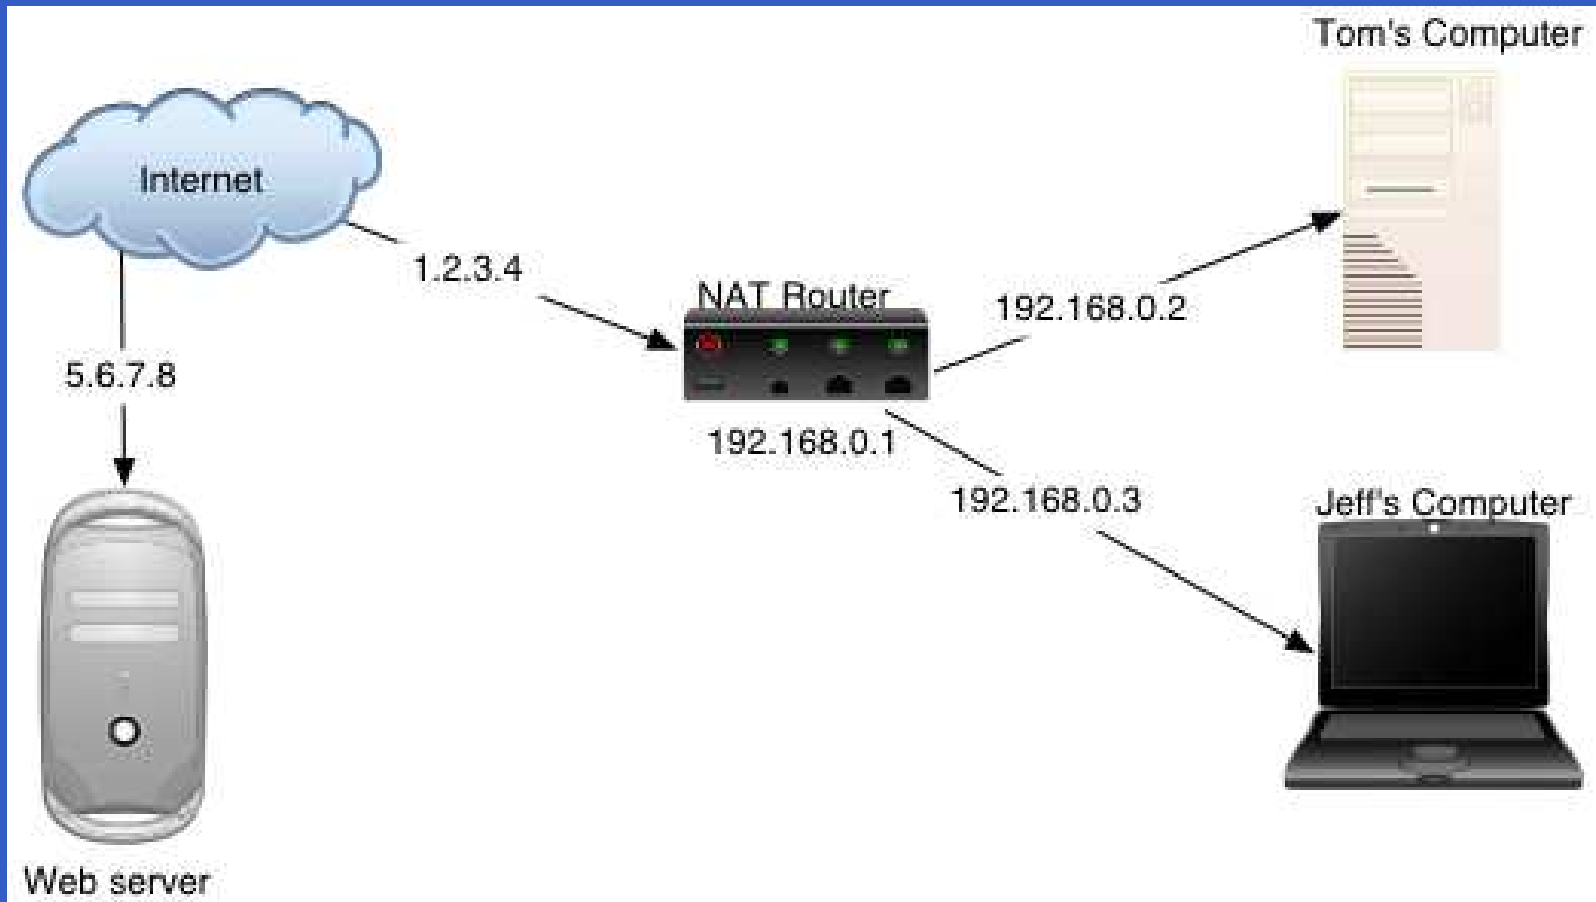 Tom's Computer
Internet
1.2.3.4
NAT Router
192.168.0.2
5.6.7.8
192.168.0.1
192.168.0.3
Jeff's Computer
Web server